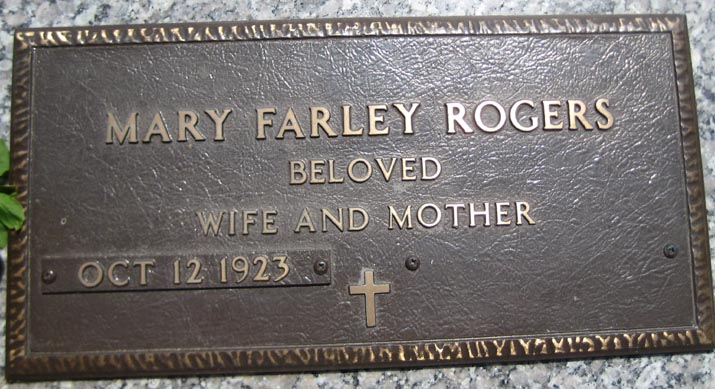 MARY FARLEY ROGERS
BELOVED
WIFE AND MOTHER
OCT 12 1923